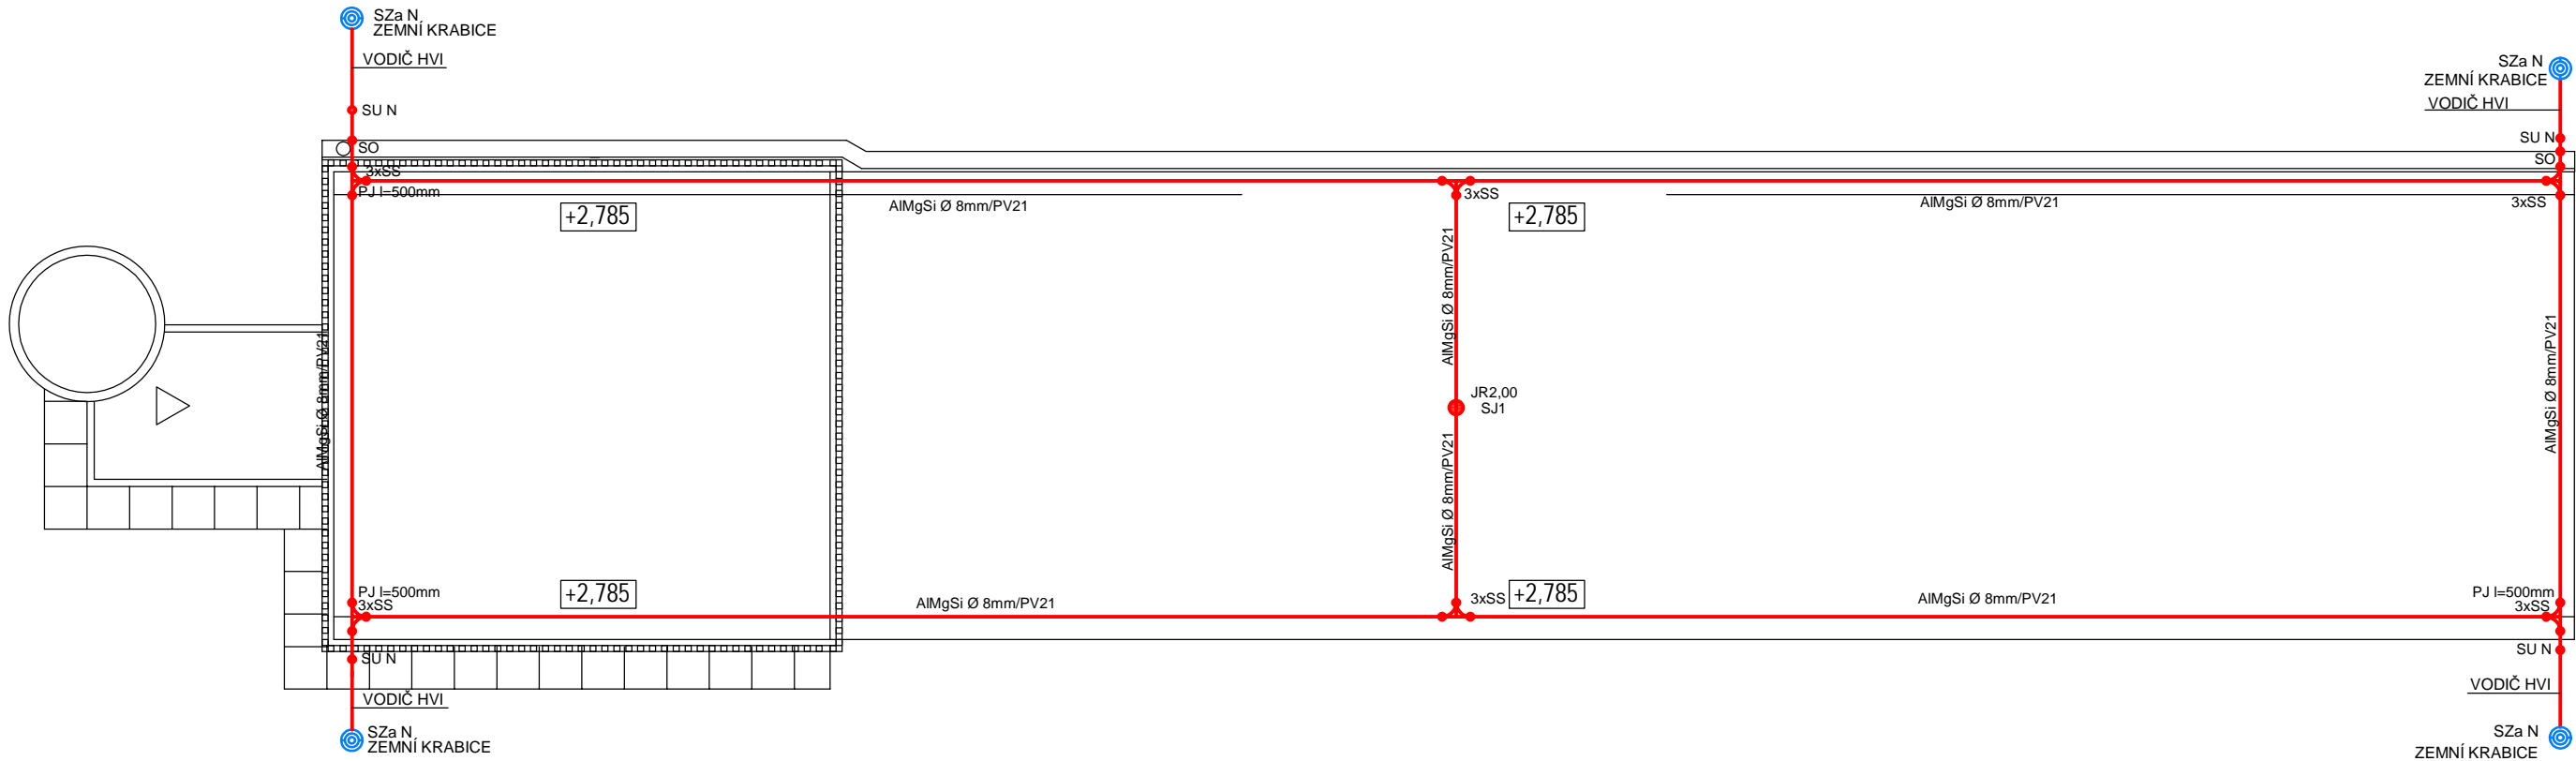 SZa N
ZEMNÍ KRABICE
VODIČ HVI
SU N
SO
3xSS
PJ l=500mm
+2,785
AlMgSi Ø 8mm/PV21
3xSS
+2,785
AlMgSi Ø 8mm/PV21
SZa N
ZEMNÍ KRABICE
VODIČ HVI
SU N
SO
3xSS
AlMgSi Ø 8mm/PV21
AlMgSi Ø 8mm/PV21
JR2,00
SJ1
AlMgSi Ø 8mm/PV21
AlMgSi Ø 8mm/PV21
PJ l=500mm
3xSS
+2,785
AlMgSi Ø 8mm/PV21
3xSS
+2,785
AlMgSi Ø 8mm/PV21
PJ l=500mm
3xSS
SU N
VODIČ HVI
SZa N
ZEMNÍ KRABICE
SU N
VODIČ HVI
SZa N
ZEMNÍ KRABICE